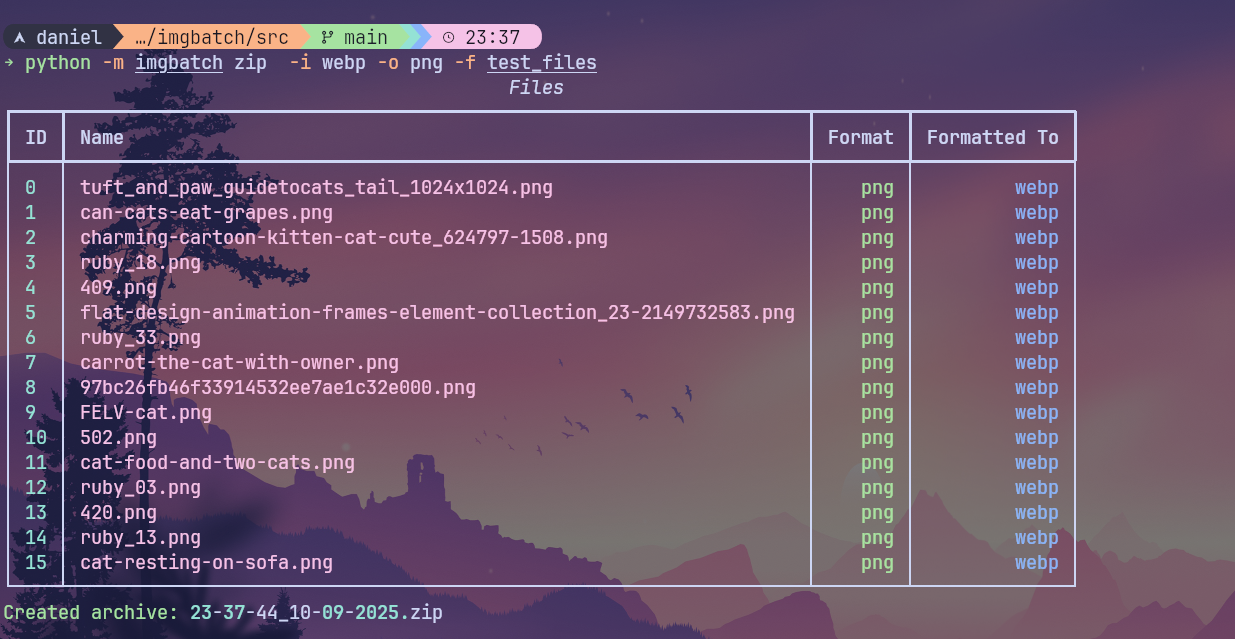 daniel …/imgbatch/src main 23:37
python -m imgbatch zip  -i webp -o png -f test_files
Files
ID Name Format Formatted To
0 tuft_and_paw_guidetocats_tail_1024x1024.png png webp
1 can-cats-eat-grapes.png png webp
2 charming-cartoon-kitten-cat-cute_624797-1508.png png webp
3 ruby_18.png png webp
4 409.png png webp
5 flat-design-animation-frames-element-collection_23-2149732583.png png webp
6 ruby_33.png png webp
7 carrot-the-cat-with-owner.png png webp
8 97bc26fb46f33914532ee7ae1c32e000.png png webp
9 FELV-cat.png png webp
10 502.png png webp
11 cat-food-and-two-cats.png png webp
12 ruby_03.png png webp
13 420.png png webp
14 ruby_13.png png webp
15 cat-resting-on-sofa.png png webp
Created archive: 23-37-44_10-09-2025.zip